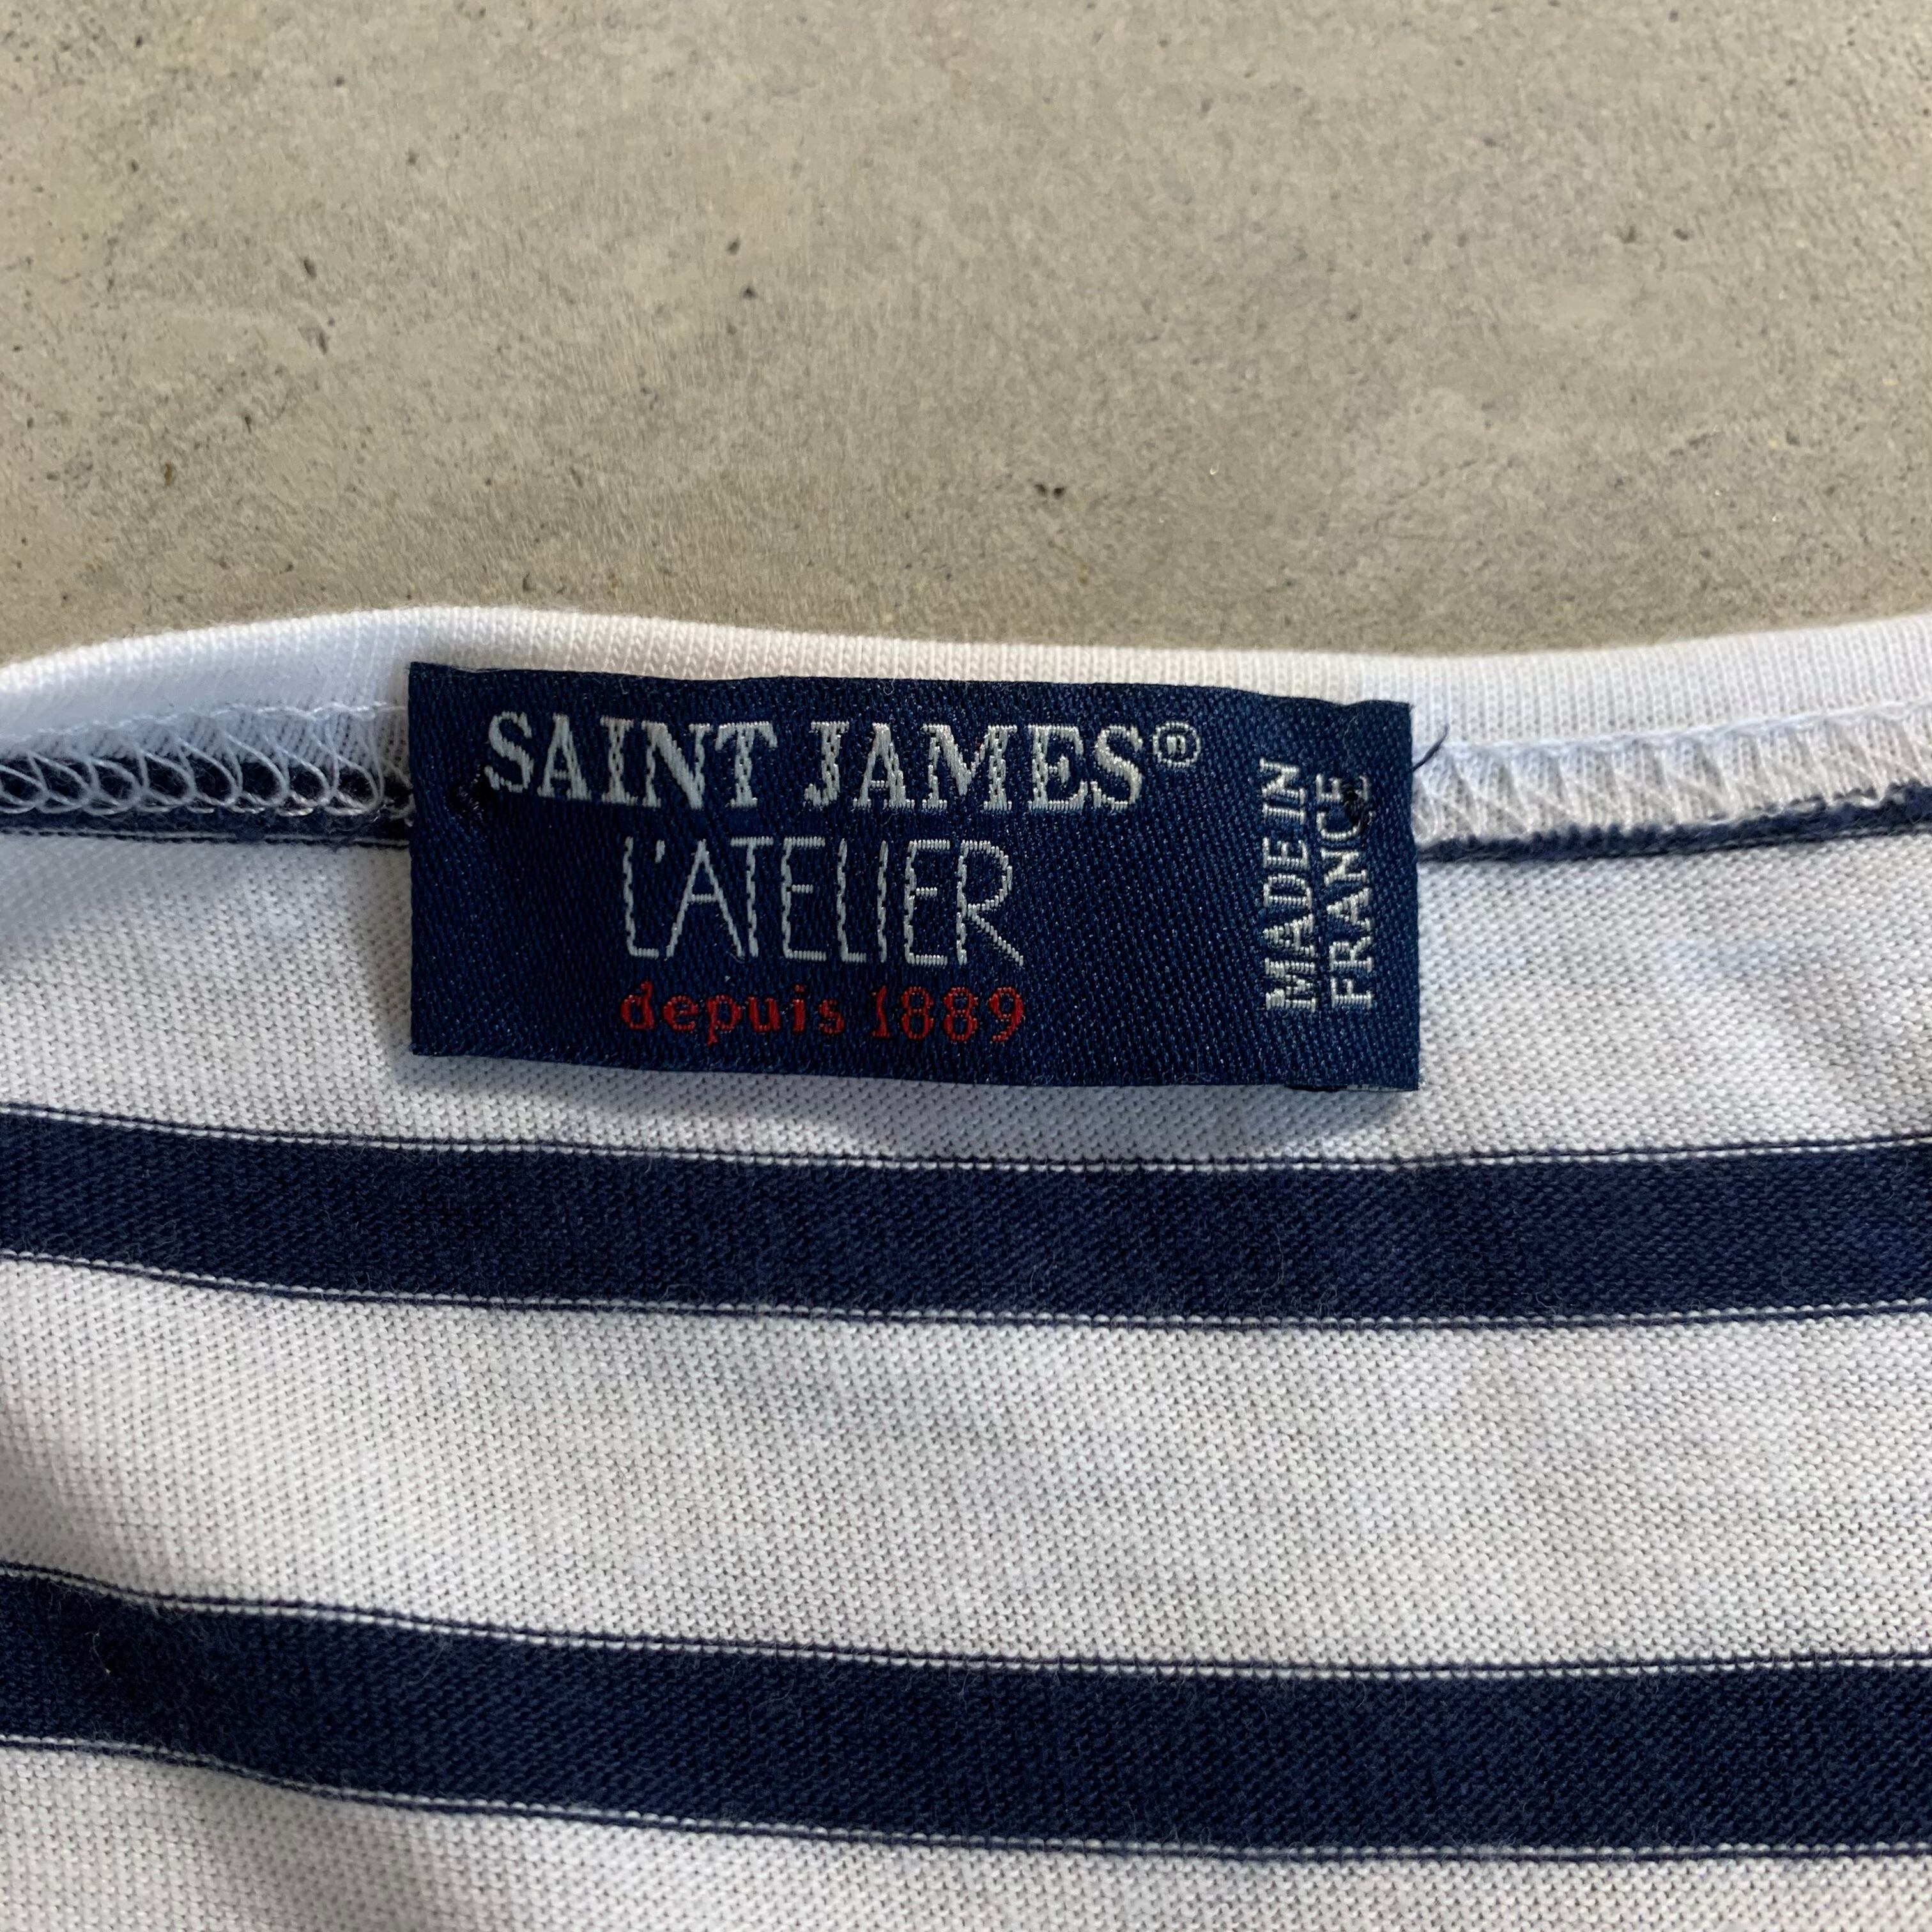 SAINT JAMES®
L'ATELIER
depuis 1889
MADE IN
FRANCE